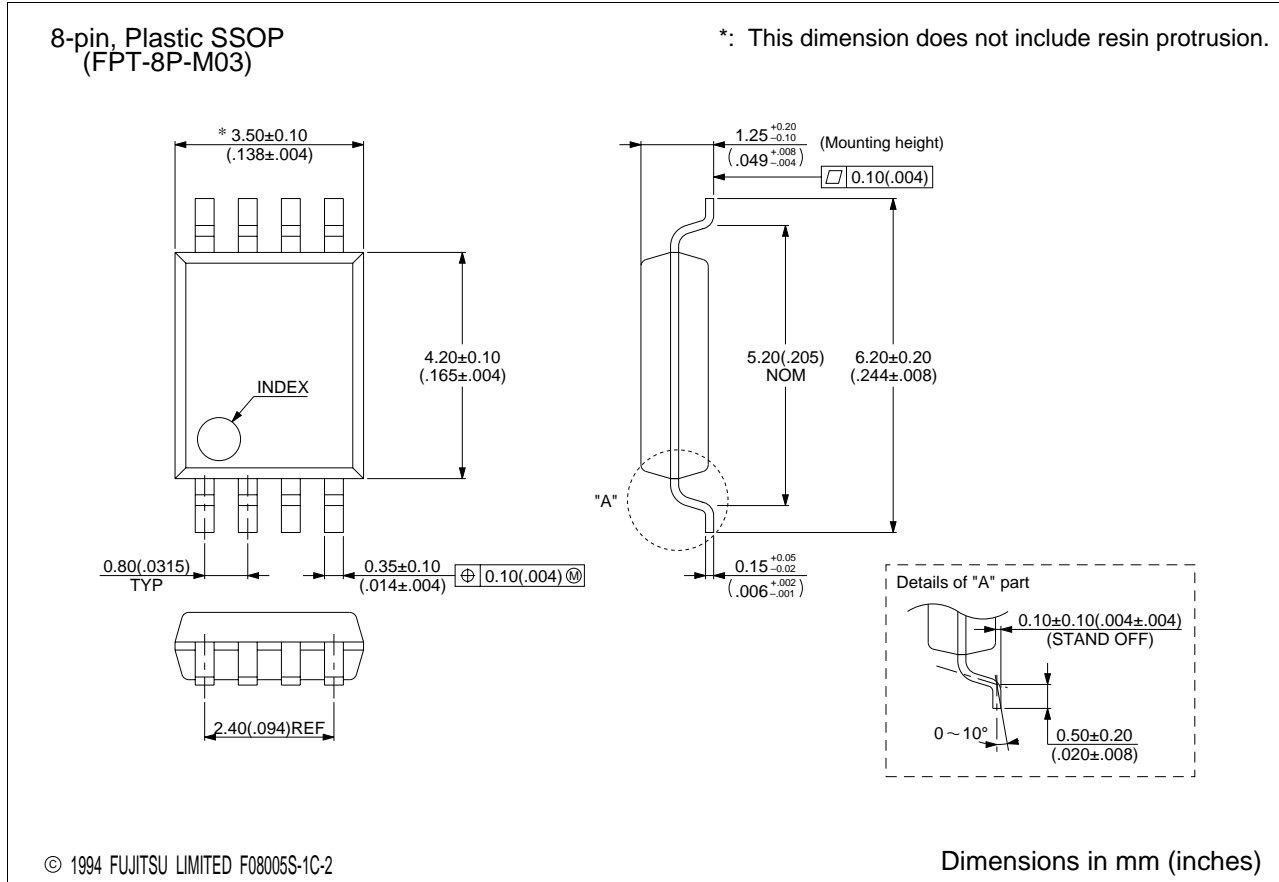 8-pin, Plastic SSOP
(FPT-8P-M03)
*: This dimension does not include resin protrusion.
* 3.50±0.10
(.138±.004)
1.25 +0.20 −0.10 (Mounting height)
(.049 +.008 −.004)
⏥ 0.10(.004)
4.20±0.10
(.165±.004)
5.20(.205)
NOM
6.20±0.20
(.244±.008)
INDEX
"A"
0.80(.0315)
TYP
0.35±0.10
(.014±.004)
⌖ 0.10(.004) Ⓜ
0.15 +0.05 −0.02
(.006 +.002 −.001)
Details of "A" part
0.10±0.10(.004±.004)
(STAND OFF)
0~10°
0.50±0.20
(.020±.008)
2.40(.094)REF
© 1994 FUJITSU LIMITED F08005S-1C-2
Dimensions in mm (inches)